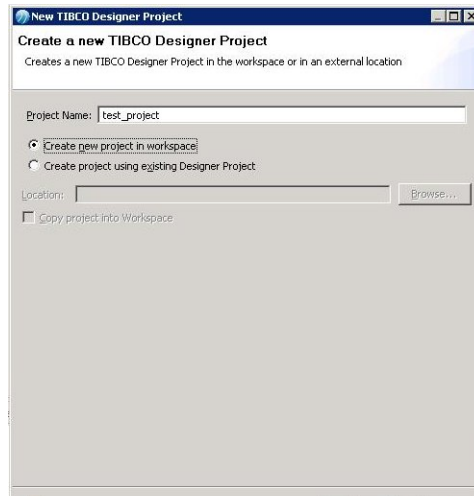 New TIBCO Designer Project
Create a new TIBCO Designer Project
Creates a new TIBCO Designer Project in the workspace or in an external location
Project Name: test_project
Create new project in workspace
Create project using existing Designer Project
Location: Browse...
Copy project into Workspace